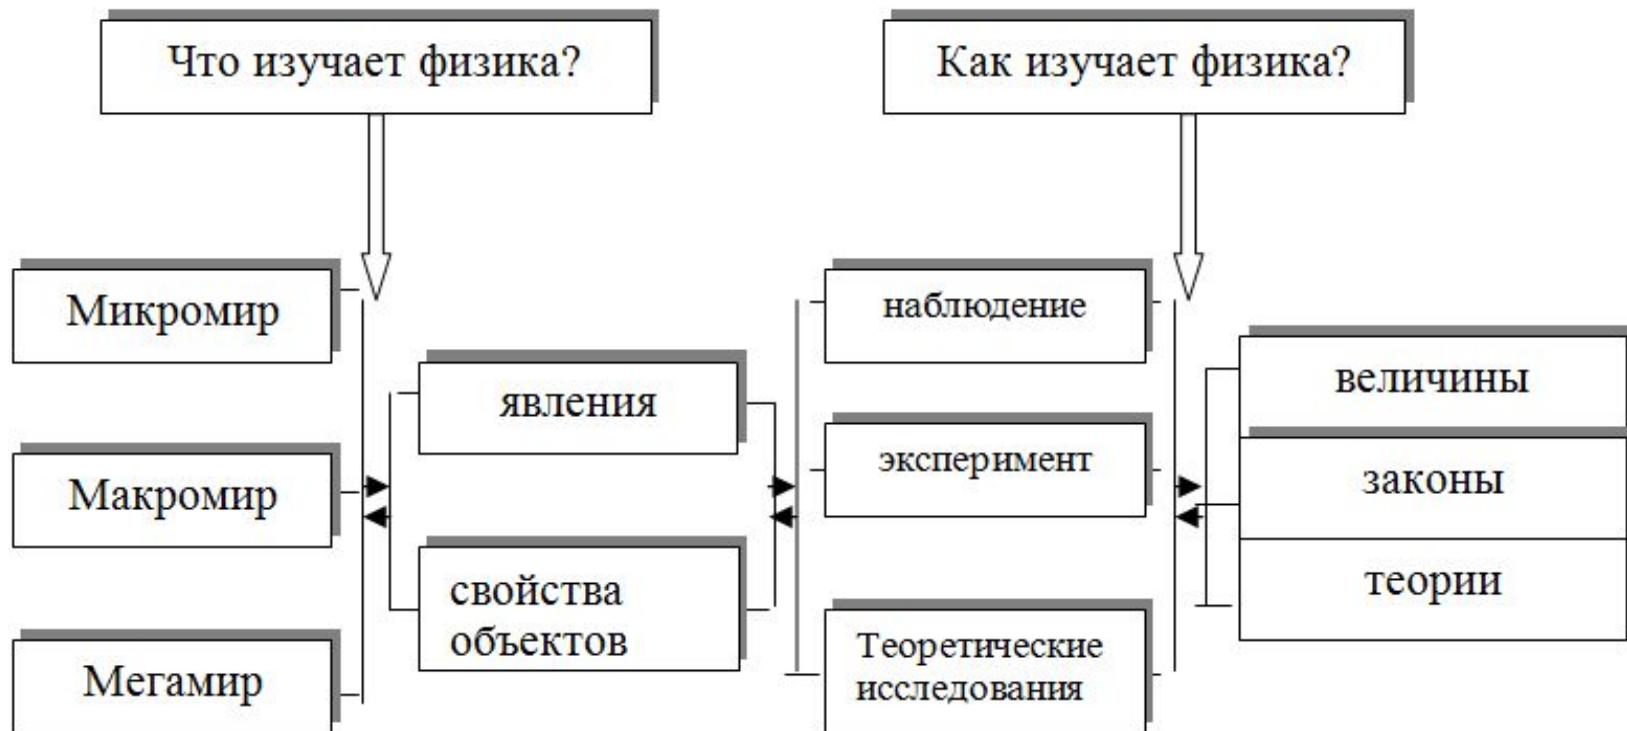 Что изучает физика?
Как изучает физика?
Микромир
Макромир
Мегамир
явления
свойства
объектов
наблюдение
эксперимент
Теоретические
исследования
величины
законы
теории